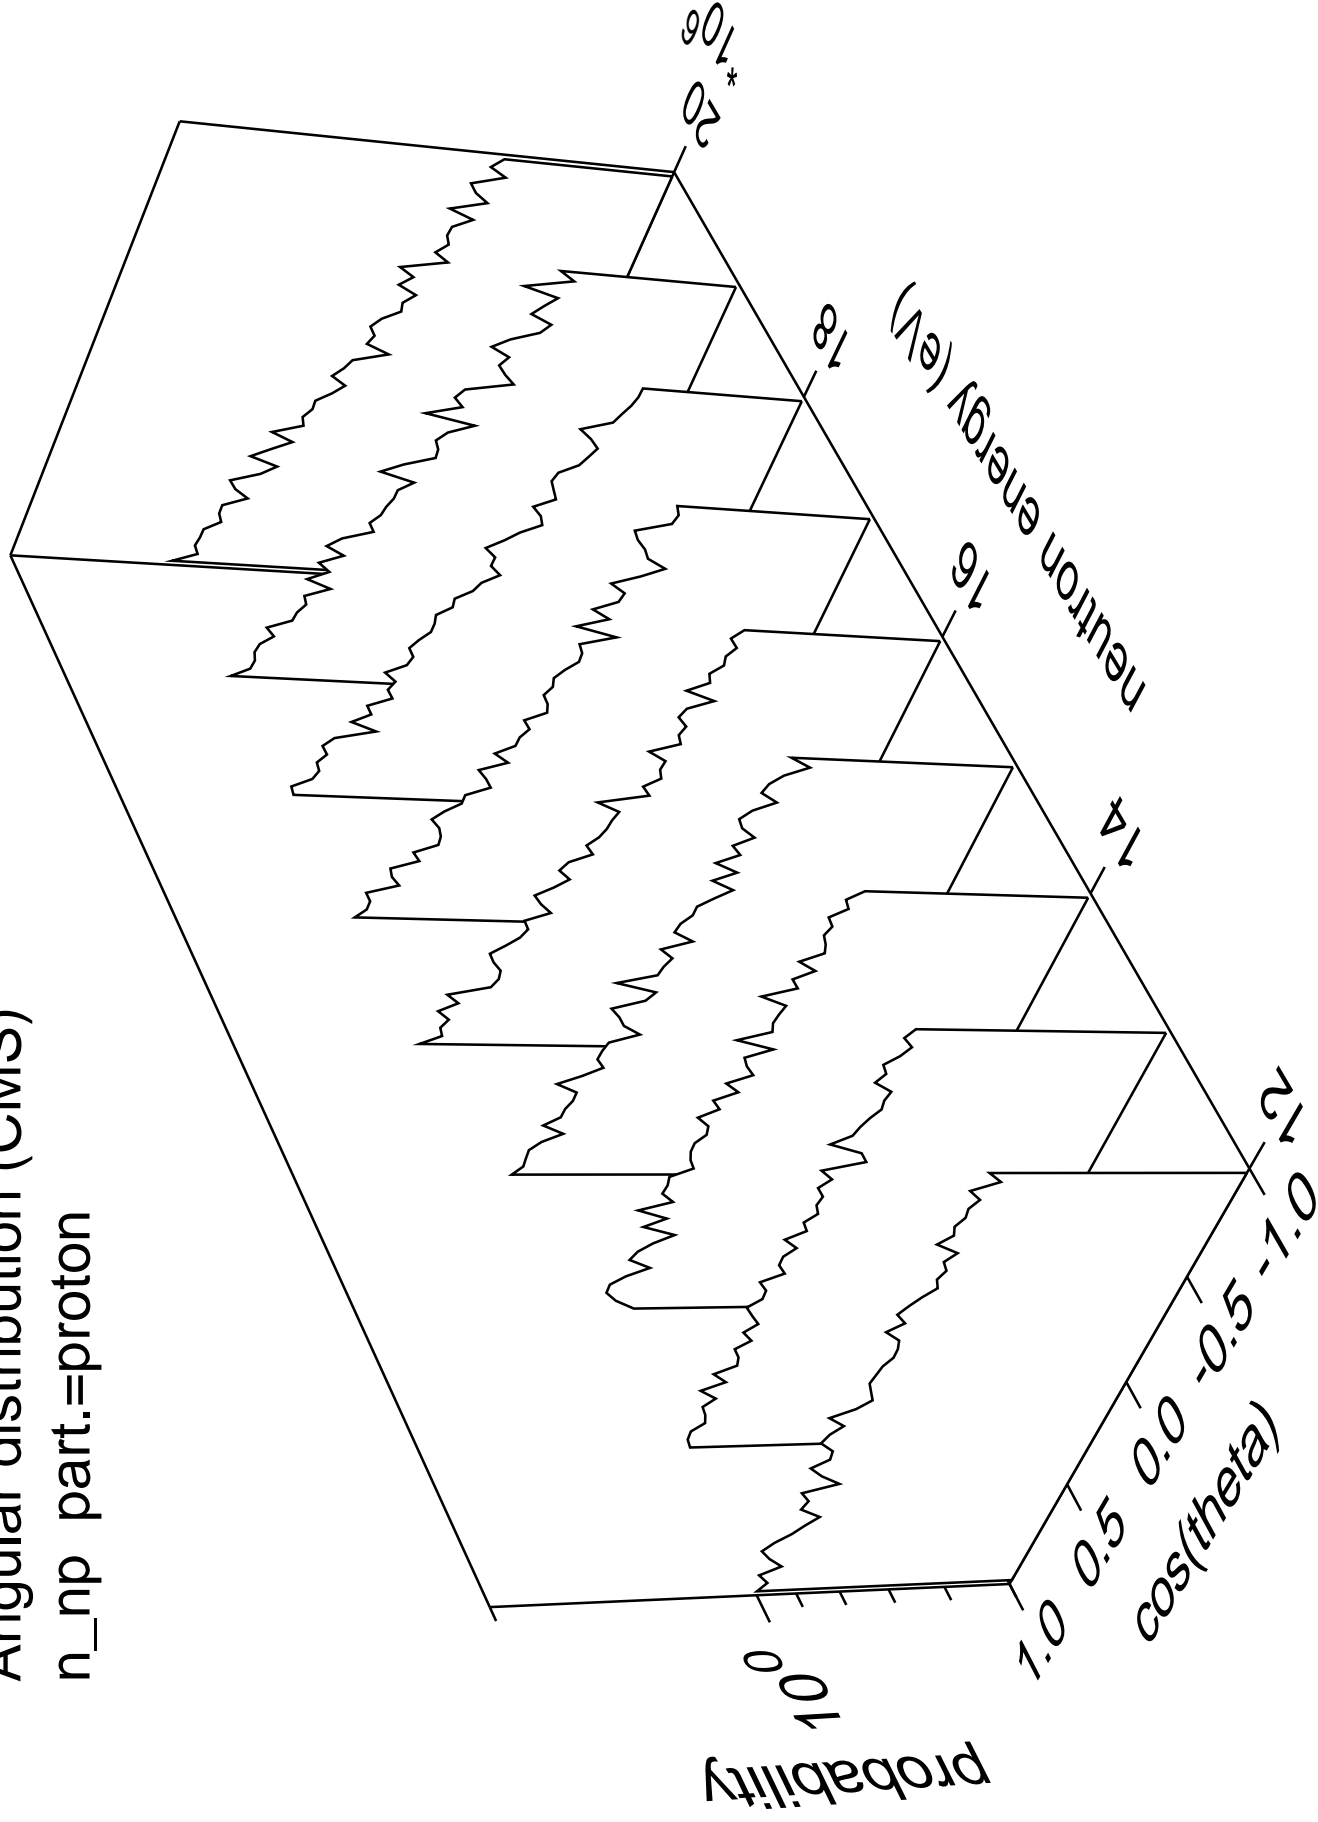 Angular distribution (CMS)
n_np part.=proton
probability
10^0
1.0
0.5
0.0
-0.5
-1.0
cos(theta)
12
14
16
18
20
*10^6
neutron energy (eV)